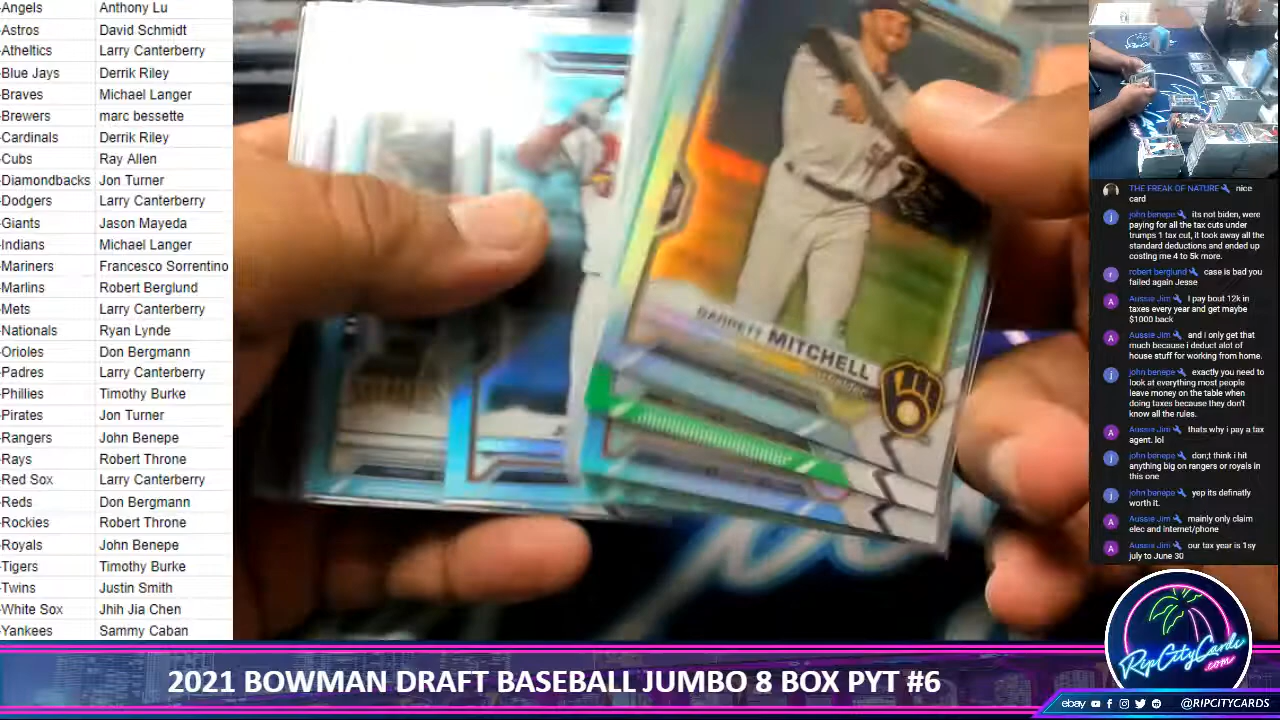 -Angels Anthony Lu
-Astros David Schmidt
-Atheltics Larry Canterberry
-Blue Jays Derrik Riley
-Braves Michael Langer
-Brewers marc bessette
-Cardinals Derrik Riley
-Cubs Ray Allen
-Diamondbacks Jon Turner
-Dodgers Larry Canterberry
-Giants Jason Mayeda
-Indians Michael Langer
-Mariners Francesco Sorrentino
-Marlins Robert Berglund
-Mets Larry Canterberry
-Nationals Ryan Lynde
-Orioles Don Bergmann
-Padres Larry Canterberry
-Phillies Timothy Burke
-Pirates Jon Turner
-Rangers John Benepe
-Rays Robert Throne
-Red Sox Larry Canterberry
-Reds Don Bergmann
-Rockies Robert Throne
-Royals John Benepe
-Tigers Timothy Burke
-Twins Justin Smith
-White Sox Jhih Jia Chen
-Yankees Sammy Caban
GARRETT MITCHELL
THE FREAK OF NATURE nice
card
john benepe its not biden, were
paying for all the tax cuts under
trumps 1 tax cut, it took away all the
standard deductions and ended up
costing me 4 to 5k more.
robert berglund case is bad you
failed again Jesse
Aussie Jim I pay bout 12k in
taxes every year and get maybe
$1000 back
Aussie Jim and i only get that
much because i deduct alot of
house stuff for working from home.
john benepe exactly you need to
look at everything most people
leave money on the table when
doing taxes because they don't
know all the rules.
Aussie Jim thats why i pay a tax
agent. lol
john benepe don;t think i hit
anything big on rangers or royals in
this one
john benepe yep its definatly
worth it.
Aussie Jim mainly only claim
elec and internet/phone
Aussie Jim our tax year is 1sy
july to June 30
RipCityCards
.com
2021 BOWMAN DRAFT BASEBALL JUMBO 8 BOX PYT #6
ebay @RIPCITYCARDS